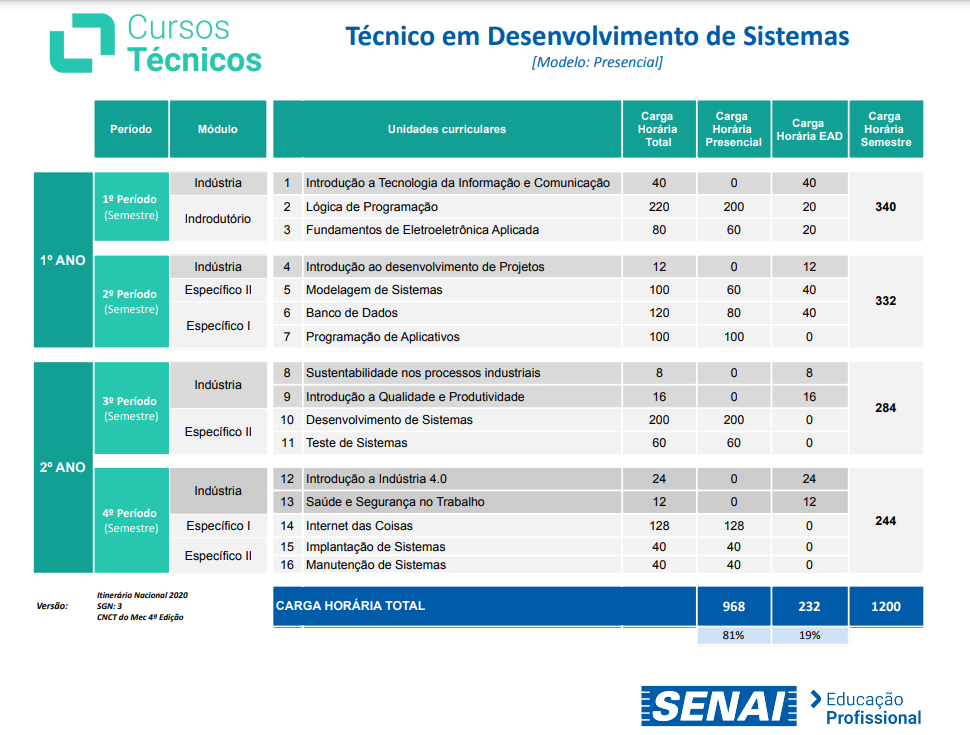 Cursos
Técnicos
Técnico em Desenvolvimento de Sistemas
[Modelo: Presencial]
Período Módulo Unidades curriculares Carga Horária Total Carga Horária Presencial Carga Horária EAD Carga Horária Semestre
1º ANO
1º Período
(Semestre)
340
Indústria 1 Introdução a Tecnologia da Informação e Comunicação 40 0 40
Indrodutório 2 Lógica de Programação 220 200 20
3 Fundamentos de Eletroeletrônica Aplicada 80 60 20
2º Período
(Semestre)
332
Indústria 4 Introdução ao desenvolvimento de Projetos 12 0 12
Específico II 5 Modelagem de Sistemas 100 60 40
Específico I 6 Banco de Dados 120 80 40
7 Programação de Aplicativos 100 100 0
2º ANO
3º Período
(Semestre)
284
Indústria 8 Sustentabilidade nos processos industriais 8 0 8
9 Introdução a Qualidade e Produtividade 16 0 16
Específico II 10 Desenvolvimento de Sistemas 200 200 0
11 Teste de Sistemas 60 60 0
4º Período
(Semestre)
244
Indústria 12 Introdução a Indústria 4.0 24 0 24
13 Saúde e Segurança no Trabalho 12 0 12
Específico I 14 Internet das Coisas 128 128 0
Específico II 15 Implantação de Sistemas 40 40 0
16 Manutenção de Sistemas 40 40 0
Versão:
Itinerário Nacional 2020
SGN: 3
CNCT do Mec 4ª Edição
CARGA HORÁRIA TOTAL 968 232 1200
81% 19%
SENAI
Educação
Profissional